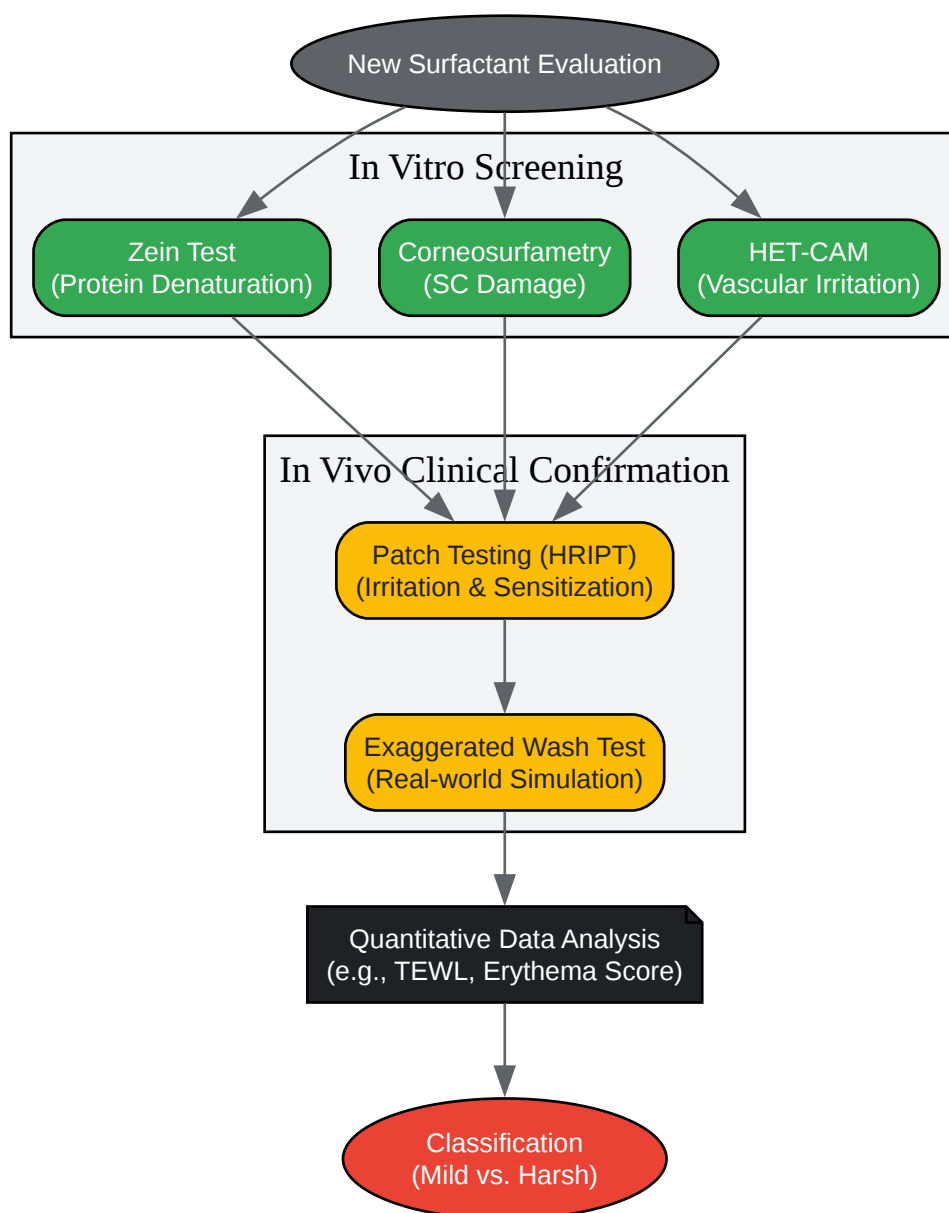 New Surfactant Evaluation
In Vitro Screening
Zein Test
(Protein Denaturation)
Corneosurfametry
(SC Damage)
HET-CAM
(Vascular Irritation)
In Vivo Clinical Confirmation
Patch Testing (HRIPT)
(Irritation & Sensitization)
Exaggerated Wash Test
(Real-world Simulation)
Quantitative Data Analysis
(e.g., TEWL, Erythema Score)
Classification
(Mild vs. Harsh)